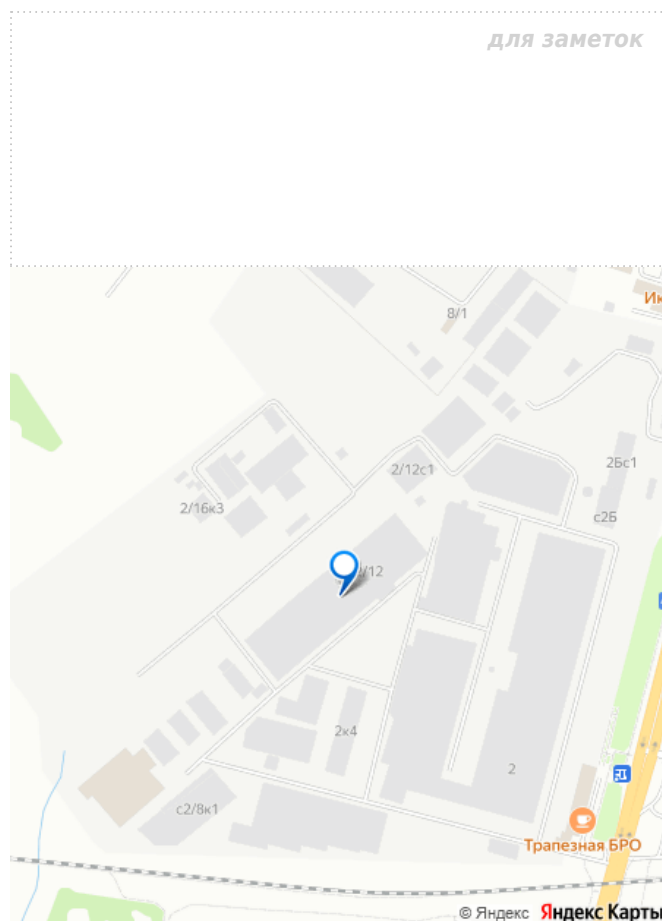 для заметок
Ик
8/1
2/12с1
2Бс1
с2Б
2/16к3
/12
2к4
2
с2/8к1
Трапезная БРО
© Яндекс Яндекс Карты